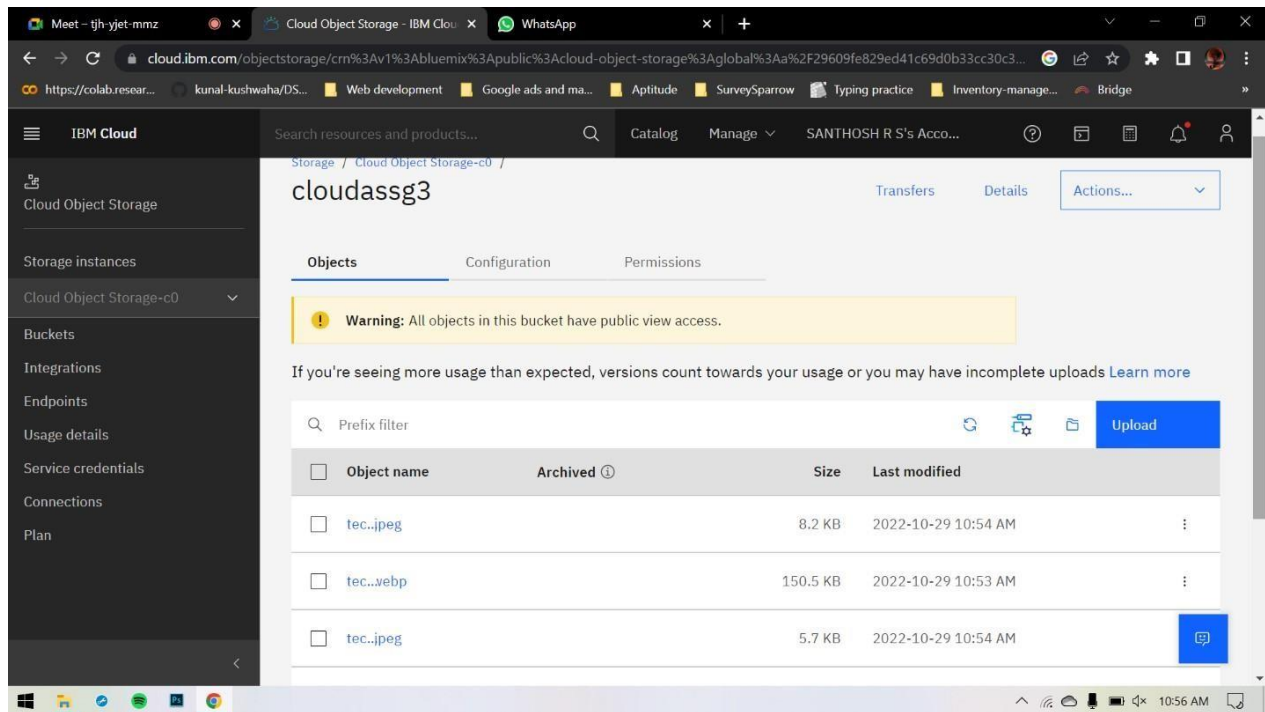 Meet – tjh-yjet-mmz
Cloud Object Storage - IBM Clou
WhatsApp
cloud.ibm.com/objectstorage/crn%3Av1%3Abluemix%3Apublic%3Acloud-object-storage%3Aglobal%3Aa%2F29609fe829ed41c69d0b33cc30c3...
https://colab.resear...
kunal-kushwaha/DS...
Web development
Google ads and ma...
Aptitude
SurveySparrow
Typing practice
Inventory-manage...
Bridge
»
IBM Cloud
Search resources and products...
Catalog
Manage
SANTHOSH R S's Acco...
Cloud Object Storage
Storage instances
Cloud Object Storage-c0
Buckets
Integrations
Endpoints
Usage details
Service credentials
Connections
Plan
Storage / Cloud Object Storage-c0 /
cloudassg3
Transfers
Details
Actions...
Objects
Configuration
Permissions
Warning: All objects in this bucket have public view access.
If you're seeing more usage than expected, versions count towards your usage or you may have incomplete uploads Learn more
Prefix filter
Upload
Object name Archived Size Last modified
tec..jpeg 8.2 KB 2022-10-29 10:54 AM
tec...webp 150.5 KB 2022-10-29 10:53 AM
tec..jpeg 5.7 KB 2022-10-29 10:54 AM
Ps
10:56 AM